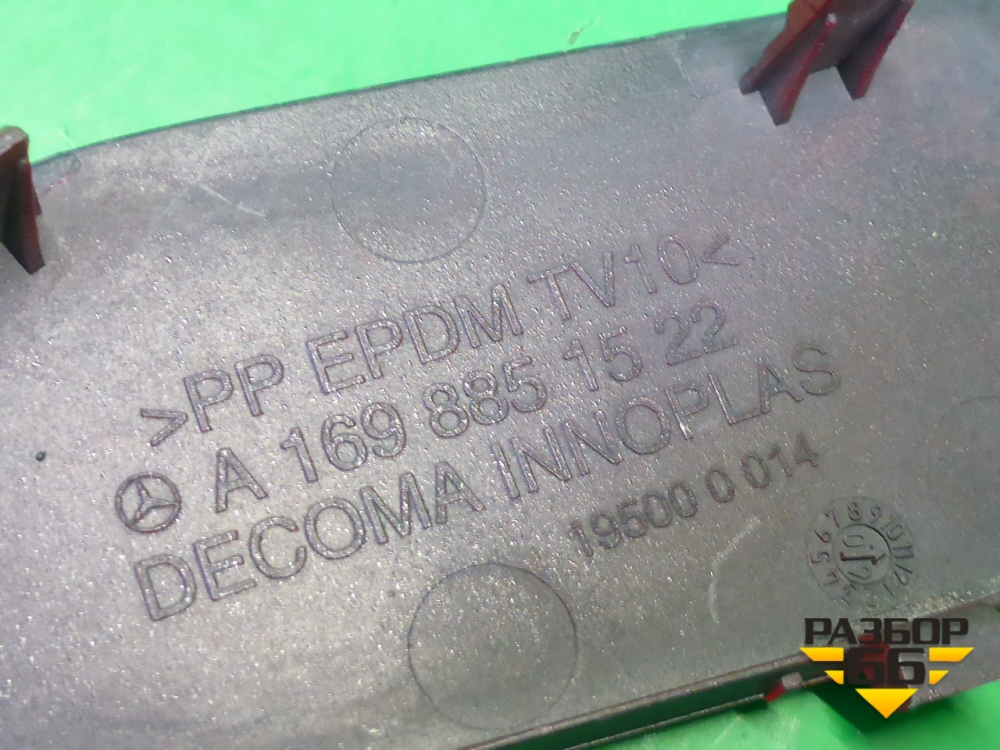 >PP EPDM TV10<
A 169 885 15 22
DECOMA INNOPLAS
19500 0 014
РАЗБОР
66